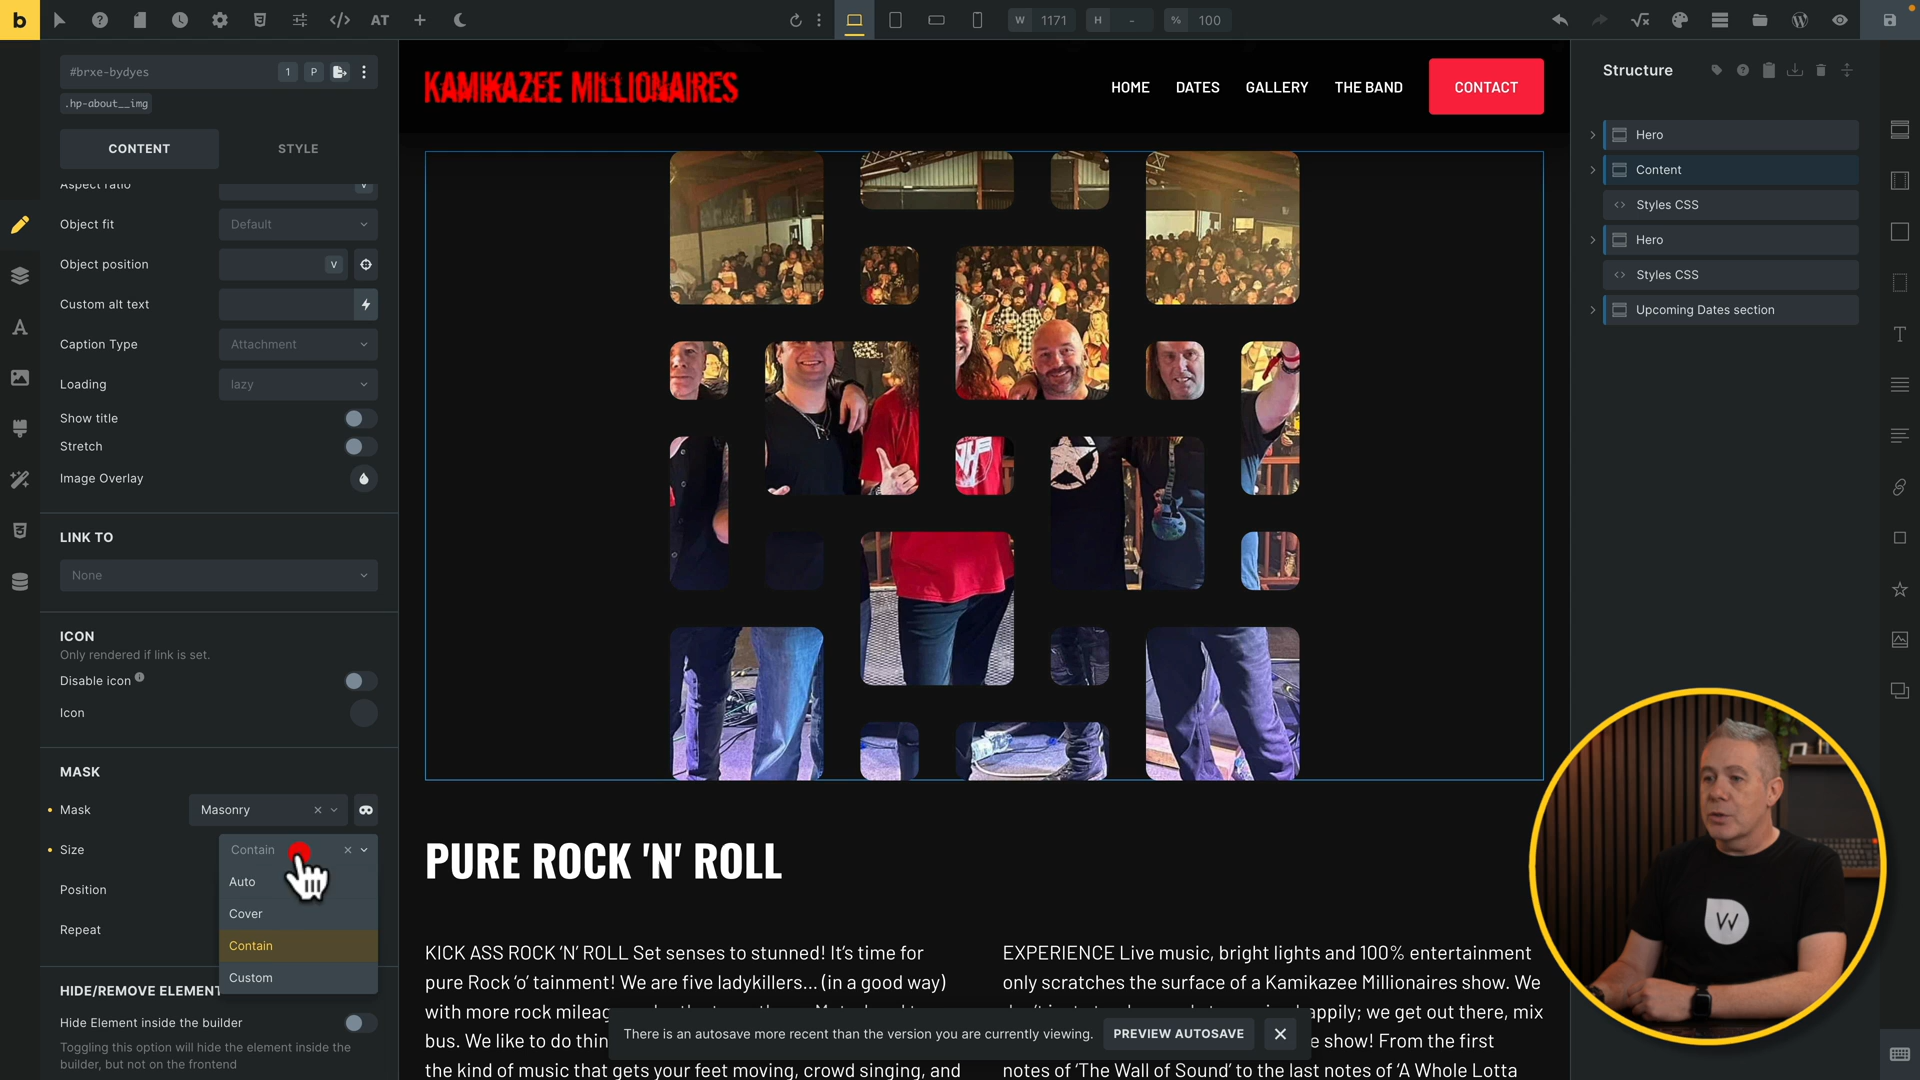 b
AT
W 1171 H - % 100
#brxe-bydyes 1 P
.hp-about__img
CONTENT STYLE
Aspect ratio V
Object fit Default
Object position V
Custom alt text
Caption Type Attachment
Loading lazy
Show title
Stretch
Image Overlay
LINK TO
None
ICON
Only rendered if link is set.
Disable icon
Icon
MASK
Mask Masonry
Size Contain
Auto
Position
Cover
Repeat
Contain
Custom
HIDE/REMOVE ELEMENT
Hide Element inside the builder
Toggling this option will hide the element inside the
builder, but not on the frontend
KAMIKAZEE MILLIONAIRES
HOME DATES GALLERY THE BAND CONTACT
PURE ROCK 'N' ROLL
KICK ASS ROCK ‘N’ ROLL Set senses to stunned! It’s time for
pure Rock ‘o’ tainment! We are five ladykillers… (in a good way)
with more rock
bus. We like to do
the kind of music that gets your feet moving, crowd singing, and
EXPERIENCE Live music, bright lights and 100% entertainment
only scratches the surface of a Kamikazee Millionaires show. We
we get out there, mix
show! From the first
notes of ‘The Wall of Sound’ to the last notes of ‘A Whole Lotta
There is an autosave more recent than the version you are currently viewing. PREVIEW AUTOSAVE
Structure
Hero
Content
Styles CSS
Hero
Styles CSS
Upcoming Dates section
W